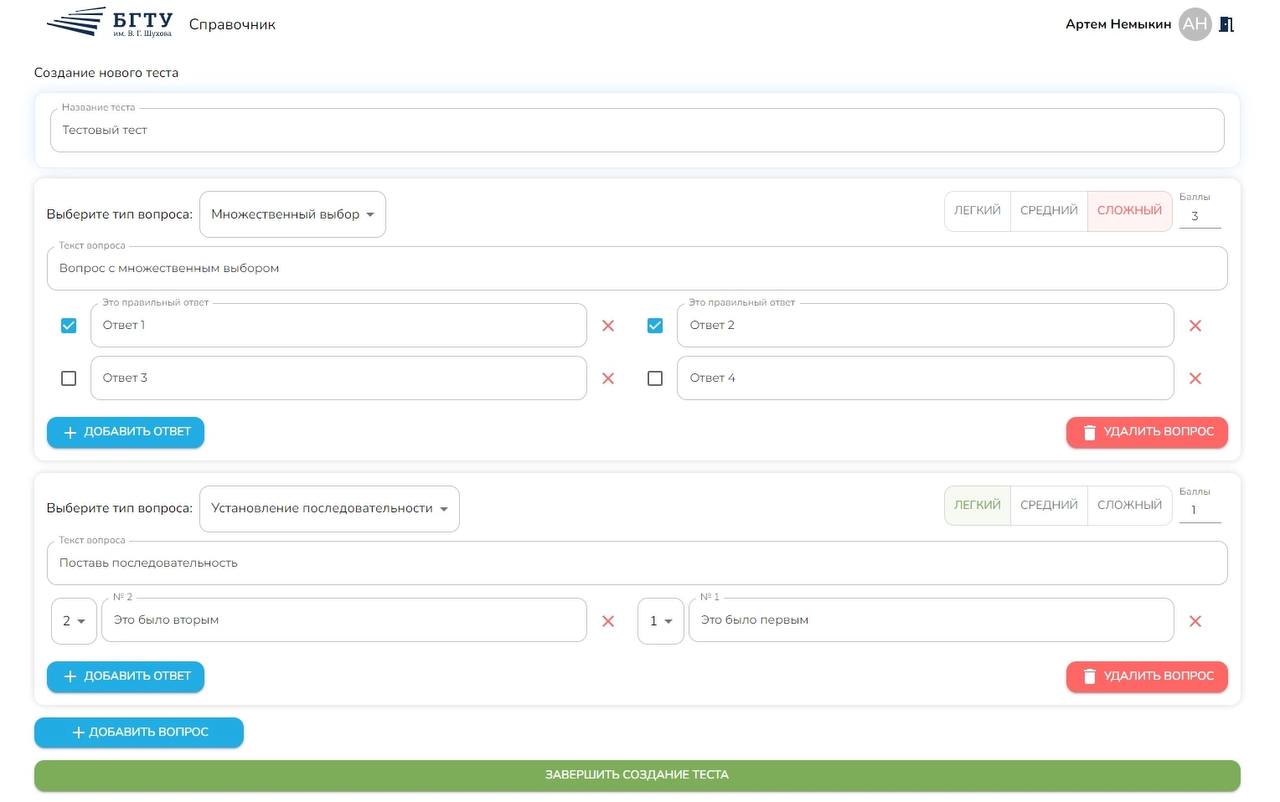 БГТУ
им. В. Г. Шухова
Справочник
Артем Немыкин
АН
Создание нового теста
Название теста
Тестовый тест
Выберите тип вопроса:
Множественный выбор
ЛЕГКИЙ
СРЕДНИЙ
СЛОЖНЫЙ
Баллы
3
Текст вопроса
Вопрос с множественным выбором
Это правильный ответ
Ответ 1
Это правильный ответ
Ответ 2
Ответ 3
Ответ 4
ДОБАВИТЬ ОТВЕТ
УДАЛИТЬ ВОПРОС
Выберите тип вопроса:
Установление последовательности
ЛЕГКИЙ
СРЕДНИЙ
СЛОЖНЫЙ
Баллы
1
Текст вопроса
Поставь последовательность
2
№ 2
Это было вторым
1
№ 1
Это было первым
ДОБАВИТЬ ОТВЕТ
УДАЛИТЬ ВОПРОС
ДОБАВИТЬ ВОПРОС
ЗАВЕРШИТЬ СОЗДАНИЕ ТЕСТА